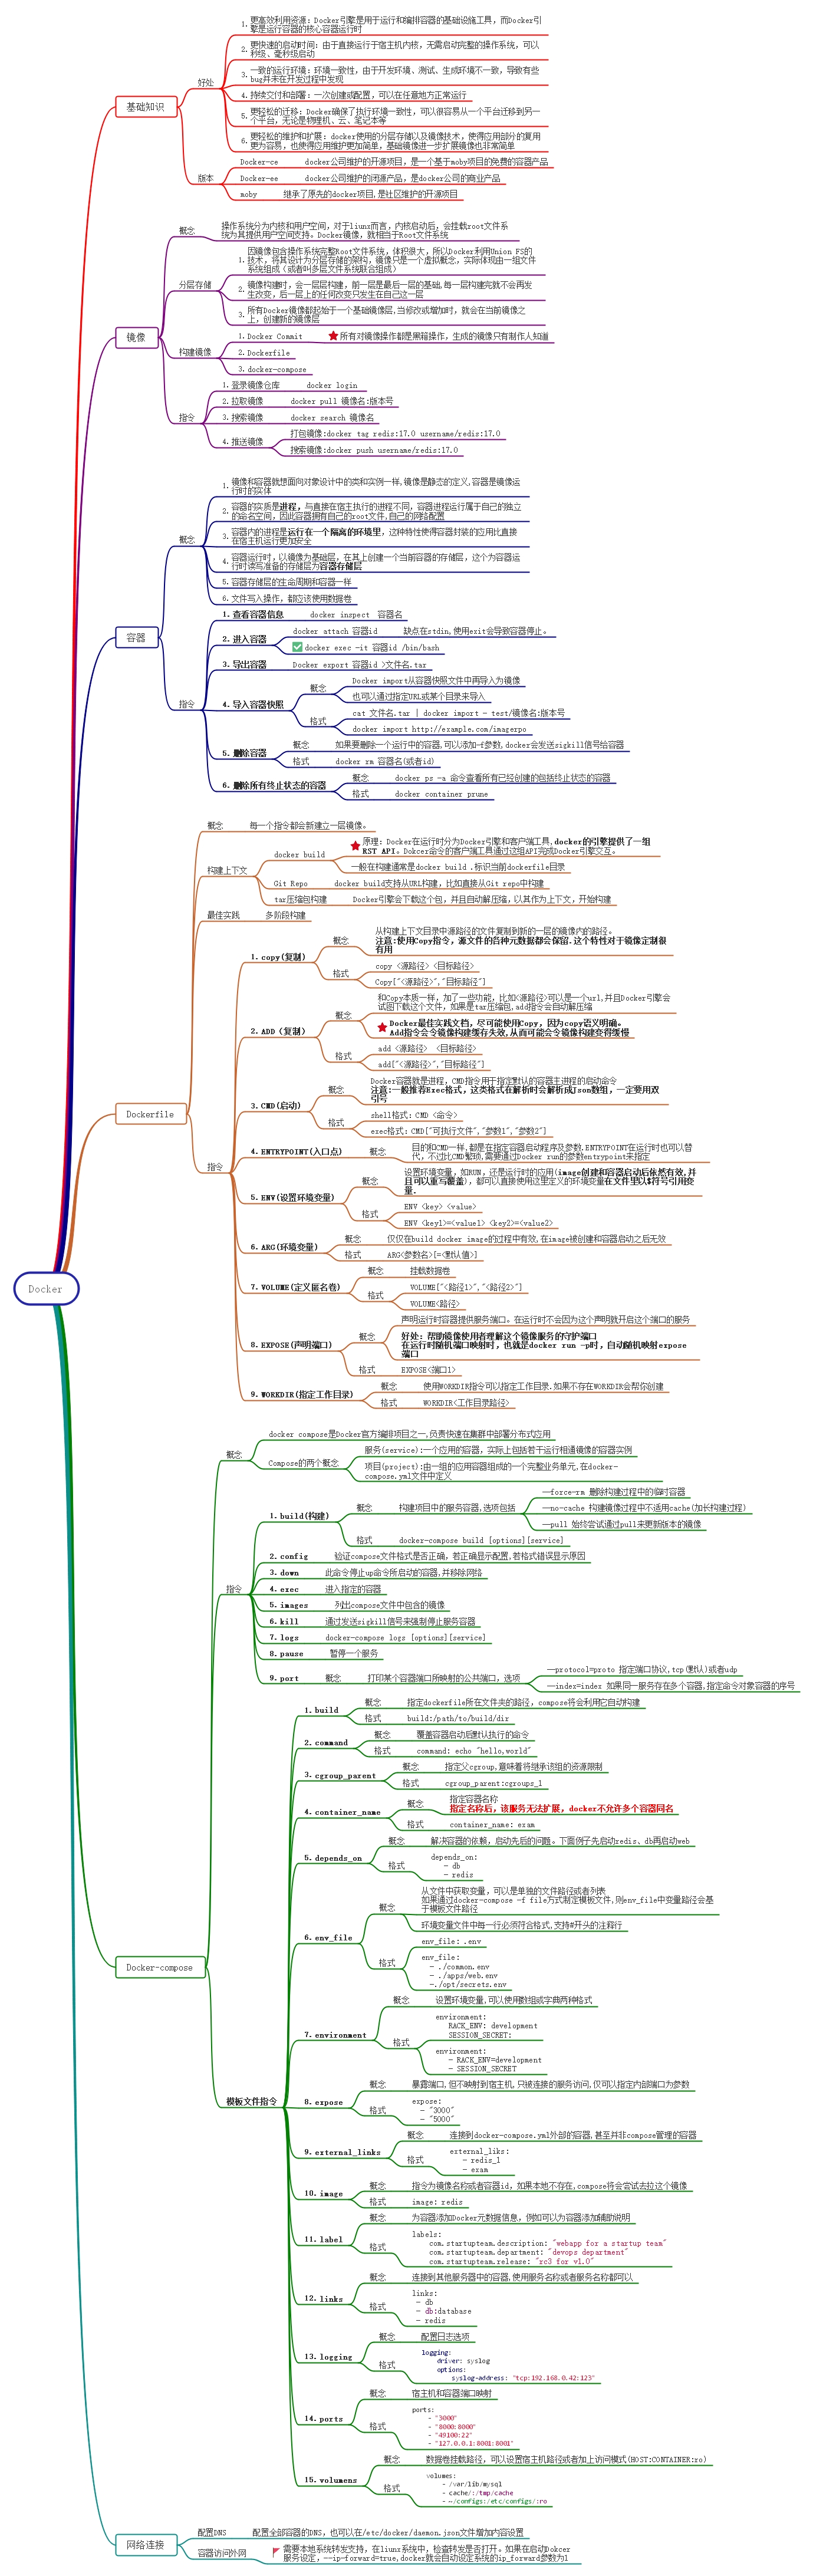 Docker
基础知识
好处
1. 更高效利用资源: Docker引擎是用于运行和编排容器的基础设施工具, 而Docker引
擎是运行容器的核心容器运行时
2. 更快速的启动时间: 由于直接运行于宿主机内核, 无需启动完整的操作系统, 可以
秒级、毫秒级启动
3. 一致的运行环境: 环境一致性, 由于开发环境、测试、生成环境不一致, 导致有些
bug并未在开发过程中发现
4. 持续交付和部署: 一次创建或配置, 可以在任意地方正常运行
5. 更轻松的迁移: Docker确保了执行环境一致性, 可以很容易从一个平台迁移到另一
个平台, 无论是物理机、云、笔记本等
6. 更轻松的维护和扩展: docker使用的分层存储以及镜像技术, 使得应用部分的复用
更为容易, 也使得应用维护更加简单, 基础镜像进一步扩展镜像也非常简单
版本
Docker-ce docker公司维护的开源项目, 是一个基于moby项目的免费的容器产品
Docker-ee docker公司维护的闭源产品, 是docker公司的商业产品
moby 继承了原先的docker项目,是社区维护的开源项目
镜像
概念
操作系统分为内核和用户空间, 对于liunx而言, 内核启动后, 会挂载root文件系
统为其提供用户空间支持。Docker镜像, 就相当于Root文件系统
分层存储
1. 因镜像包含操作系统完整Root文件系统, 体积很大, 所以Docker利用Union FS的
技术, 将其设计为分层存储的架构, 镜像只是一个虚拟概念, 实际体现由一组文件
系统组成(或者叫多层文件系统联合组成)
2. 镜像构建时, 会一层层构建, 前一层是最后一层的基础,每一层构建完就不会再发
生改变, 后一层上的任何改变只发生在自己这一层
3. 所有Docker镜像都起始于一个基础镜像层,当修改或增加时, 就会在当前镜像之
上, 创建新的镜像层
构建镜像
1. Docker Commit 所有对镜像操作都是黑箱操作, 生成的镜像只有制作人知道
2. Dockerfile
3. docker-compose
指令
1. 登录镜像仓库 docker login
2. 拉取镜像 docker pull 镜像名:版本号
3. 搜索镜像 docker search 镜像名
4. 推送镜像
打包镜像:docker tag redis:17.0 username/redis:17.0
搜索镜像:docker push username/redis:17.0
容器
概念
1. 镜像和容器就想面向对象设计中的类和实例一样,镜像是静态的定义,容器是镜像运
行时的实体
2. 容器的实质是进程, 与直接在宿主执行的进程不同, 容器进程运行属于自己的独立
的命名空间, 因此容器拥有自己的root文件,自己的网络配置
3. 容器内的进程是运行在一个隔离的环境里, 这种特性使得容器封装的应用比直接
在宿主机运行更加安全
4. 容器运行时, 以镜像为基础层, 在其上创建一个当前容器的存储层, 这个为容器运
行时读写准备的存储层为容器存储层
5. 容器存储层的生命周期和容器一样
6. 文件写入操作, 都应该使用数据卷
指令
1. 查看容器信息 docker inspect 容器名
2. 进入容器
docker attach 容器id 缺点在stdin,使用exit会导致容器停止。
docker exec -it 容器id /bin/bash
3. 导出容器 Docker export 容器id >文件名.tar
4. 导入容器快照
概念
Docker import从容器快照文件中再导入为镜像
也可以通过指定URL或某个目录来导入
格式
cat 文件名.tar | docker import - test/镜像名:版本号
docker import http://example.com/imagerpo
5. 删除容器
概念 如果要删除一个运行中的容器,可以添加-f参数,docker会发送sigkill信号给容器
格式 docker rm 容器名(或者id)
6. 删除所有终止状态的容器
概念 docker ps -a 命令查看所有已经创建的包括终止状态的容器
格式 docker container prune
Dockerfile
概念 每一个指令都会新建立一层镜像。
构建上下文
docker build
原理: Docker在运行时分为Docker引擎和客户端工具,docker的引擎提供了一组
RST API。Dokcer命令的客户端工具通过这组API完成Docker引擎交互。
一般在构建通常是docker build .标识当前dockerfile目录
Git Repo docker build支持从URL构建, 比如直接从Git repo中构建
tar压缩包构建 Docker引擎会下载这个包, 并且自动解压缩, 以其作为上下文, 开始构建
最佳实践 多阶段构建
指令
1. copy(复制)
概念
从构建上下文目录中源路径的文件复制到新的一层的镜像内的路径。
注意:使用Copy指令, 源文件的各种元数据都会保留.这个特性对于镜像定制很
有用
格式
copy <源路径> <目标路径>
Copy["<源路径>","目标路径"]
2. ADD (复制)
概念
和Copy本质一样, 加了一些功能, 比如<源路径>可以是一个url,并且Docker引擎会
试图下载这个文件, 如果是tar压缩包,add指令会自动解压缩
Docker最佳实践文档, 尽可能使用Copy, 因为copy语义明确。
Add指令会令镜像构建缓存失效,从而可能会令镜像构建变得缓慢
格式
add <源路径> <目标路径>
add["<源路径>","目标路径"]
3. CMD(启动)
概念
Docker容器就是进程, CMD指令用于指定默认的容器主进程的启动命令
注意:一般推荐Exec格式, 这类格式在解析时会解析成Json数组, 一定要用双
引号
格式
shell格式: CMD <命令>
exec格式: CMD["可执行文件","参数1","参数2"]
4. ENTRYPOINT(入口点)
概念
目的和CMD一样,都是在指定容器启动程序及参数.ENTRYPOINT在运行时也可以替
代, 不过比CMD繁琐,需要通过Docker run的参数entrypoint来指定
5. ENV(设置环境变量)
概念
设置环境变量, 如RUN, 还是运行时的应用(image创建和容器启动后依然有效,并
且可以重写覆盖), 都可以直接使用这里定义的环境变量在文件里以$符号引用变
量.
格式
ENV <key> <value>
ENV <key1>=<value1> <key2>=<value2>
6. ARG(环境变量)
概念 仅仅在build docker image的过程中有效,在image被创建和容器启动之后无效
格式 ARG<参数名>[=<默认值>]
7. VOLUME(定义匿名卷)
概念 挂载数据卷
格式
VOLUME["<路径1>","<路径2>"]
VOLUME<路径>
8. EXPOSE(声明端口)
概念
声明运行时容器提供服务端口。在运行时不会因为这个声明就开启这个端口的服务
好处: 帮助镜像使用者理解这个镜像服务的守护端口
在运行时随机端口映射时, 也就是docker run -p时, 自动随机映射expose
端口
格式 EXPOSE<端口1>
9. WORKDIR(指定工作目录)
概念 使用WORKDIR指令可以指定工作目录.如果不存在WORKDIR会帮你创建
格式 WORKDIR<工作目录路径>
Docker-compose
概念
docker compose是Docker官方编排项目之一,负责快速在集群中部署分布式应用
Compose的两个概念
服务(service):一个应用的容器, 实际上包括若干运行相通镜像的容器实例
项目(project):由一组的应用容器组成的一个完整业务单元,在docker-
compose.yml文件中定义
指令
1. build(构建)
概念 构建项目中的服务容器,选项包括
--force-rm 删除构建过程中的临时容器
--no-cache 构建镜像过程中不适用cache(加长构建过程)
--pull 始终尝试通过pull来更新版本的镜像
格式 docker-compose build [options][service]
2. config 验证compose文件格式是否正确, 若正确显示配置,若格式错误显示原因
3. down 此命令停止up命令所启动的容器,并移除网络
4. exec 进入指定的容器
5. images 列出compose文件中包含的镜像
6. kill 通过发送sigkill信号来强制停止服务容器
7. logs docker-compose logs [options][service]
8. pause 暂停一个服务
9. port
概念 打印某个容器端口所映射的公共端口, 选项
--protocol=proto 指定端口协议,tcp(默认)或者udp
--index=index 如果同一服务存在多个容器,指定命令对象容器的序号
模板文件指令
1. build
概念 指定dockerfile所在文件夹的路径, compose将会利用它自动构建
格式 build:/path/to/build/dir
2. command
概念 覆盖容器启动后默认执行的命令
格式 command: echo "hello,world"
3. cgroup_parent
概念 指定父cgroup,意味着将继承该组的资源限制
格式 cgroup_parent:cgroups_1
4. container_name
概念
指定容器名称
指定名称后, 该服务无法扩展, docker不允许多个容器同名
格式 container_name: exam
5. depends_on
概念 解决容器的依赖, 启动先后的问题。下面例子先启动redis、db再启动web
格式
depends_on:
- db
- redis
6. env_file
概念
从文件中获取变量, 可以是单独的文件路径或者列表
如果通过docker-compose -f file方式制定模板文件,则env_file中变量路径会基
于模板文件路径
环境变量文件中每一行必须符合格式,支持#开头的注释行
格式
env_file: .env
env_file:
- ./common.env
- ./apps/web.env
-./opt/secrets.env
7. environment
概念 设置环境变量,可以使用数组或字典两种格式
格式
environment:
RACK_ENV: development
SESSION_SECRET:
environment:
- RACK_ENV=development
- SESSION_SECRET
8. expose
概念 暴露端口,但不映射到宿主机,只被连接的服务访问,仅可以指定内部端口为参数
格式
expose:
- "3000"
- "5000"
9. external_links
概念 连接到docker-compose.yml外部的容器,甚至并非compose管理的容器
格式
external_liks:
- redis_1
- exam
10. image
概念 指令为镜像名称或者容器id, 如果本地不存在,compose将会尝试去拉这个镜像
格式 image: redis
11. label
概念 为容器添加Docker元数据信息, 例如可以为容器添加辅助说明
格式
labels:
com.startupteam.description: "webapp for a startup team"
com.startupteam.department: "devops department"
com.startupteam.release: "rc3 for v1.0"
12. links
概念 连接到其他服务器中的容器,使用服务名称或者服务名称都可以
格式
links:
- db
- db:database
- redis
13. logging
概念 配置日志选项
格式
logging:
driver: syslog
options:
syslog-address: "tcp:192.168.0.42:123"
14. ports
概念 宿主机和容器端口映射
格式
ports:
- "3000"
- "8000:8000"
- "49100:22"
- "127.0.0.1:8001:8001"
15. volumens
概念 数据卷挂载路径, 可以设置宿主机路径或者加上访问模式(HOST:CONTAINER:ro)
格式
volumes:
- /var/lib/mysql
- cache/:/tmp/cache
- ~/configs:/etc/configs/:ro
网络连接
配置DNS 配置全部容器的DNS, 也可以在/etc/docker/daemon.json文件增加内容设置
容器访问外网
需要本地系统转发支持, 在liunx系统中, 检查转发是否打开。如果在启动Dokcer
服务设定, --ip-forward=true,docker就会自动设定系统的ip_forward参数为1